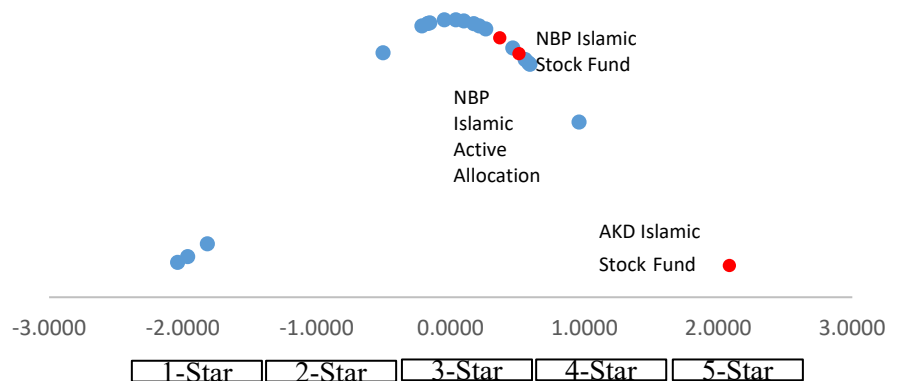 NBP Islamic
Stock Fund
NBP
Islamic
Active
Allocation
AKD Islamic
Stock Fund
-3.0000 -2.0000 -1.0000 0.0000 1.0000 2.0000 3.0000
1-Star 2-Star 3-Star 4-Star 5-Star